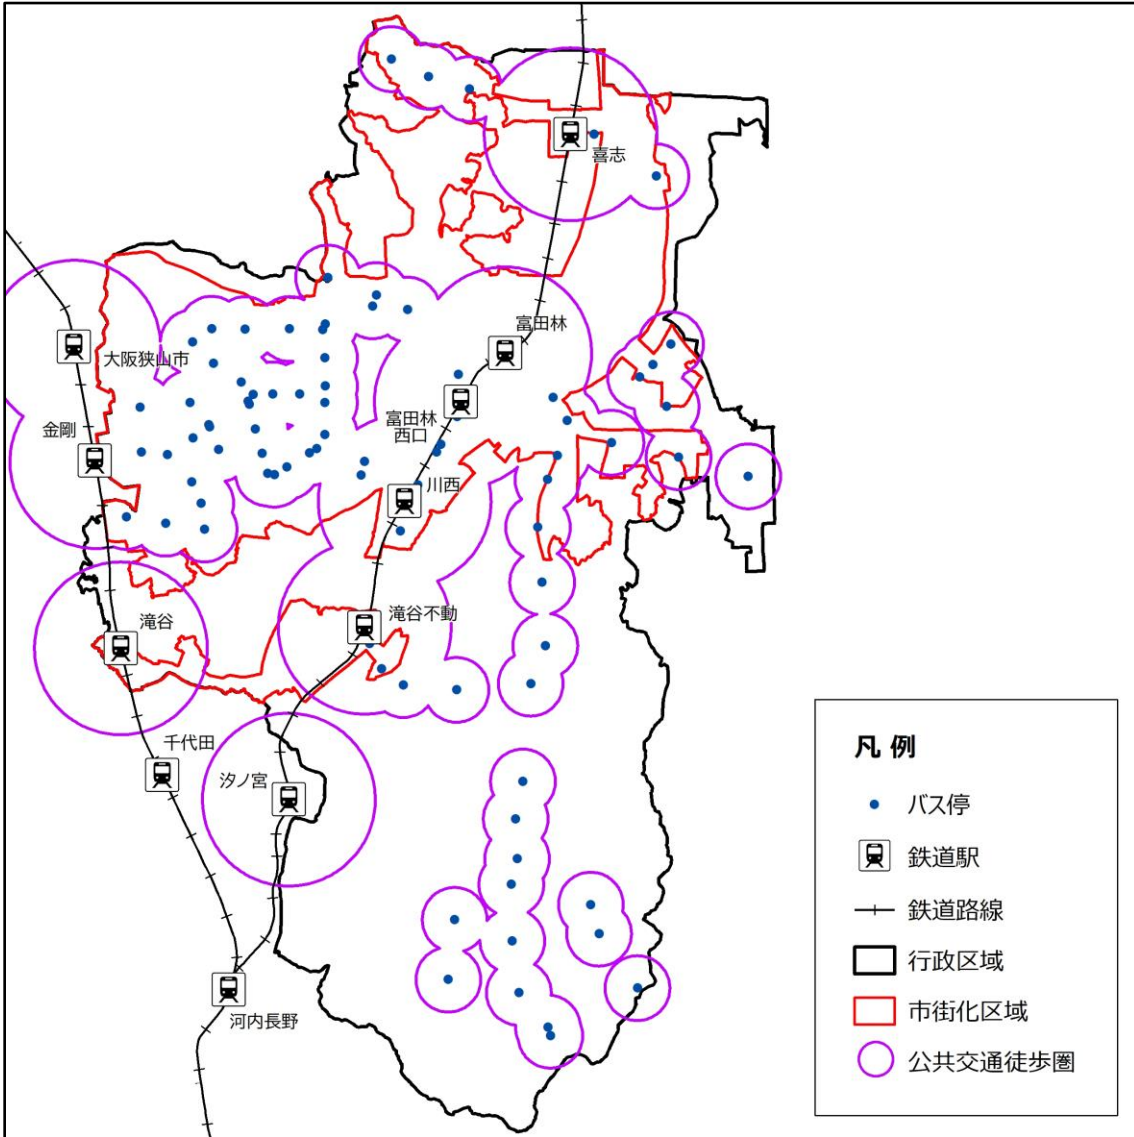 喜志
富田林
大阪狭山市
富田林
西口
金剛
川西
滝谷不動
滝谷
千代田
汐ノ宮
河内長野
凡 例
バス停
鉄道駅
鉄道路線
行政区域
市街化区域
公共交通徒歩圏